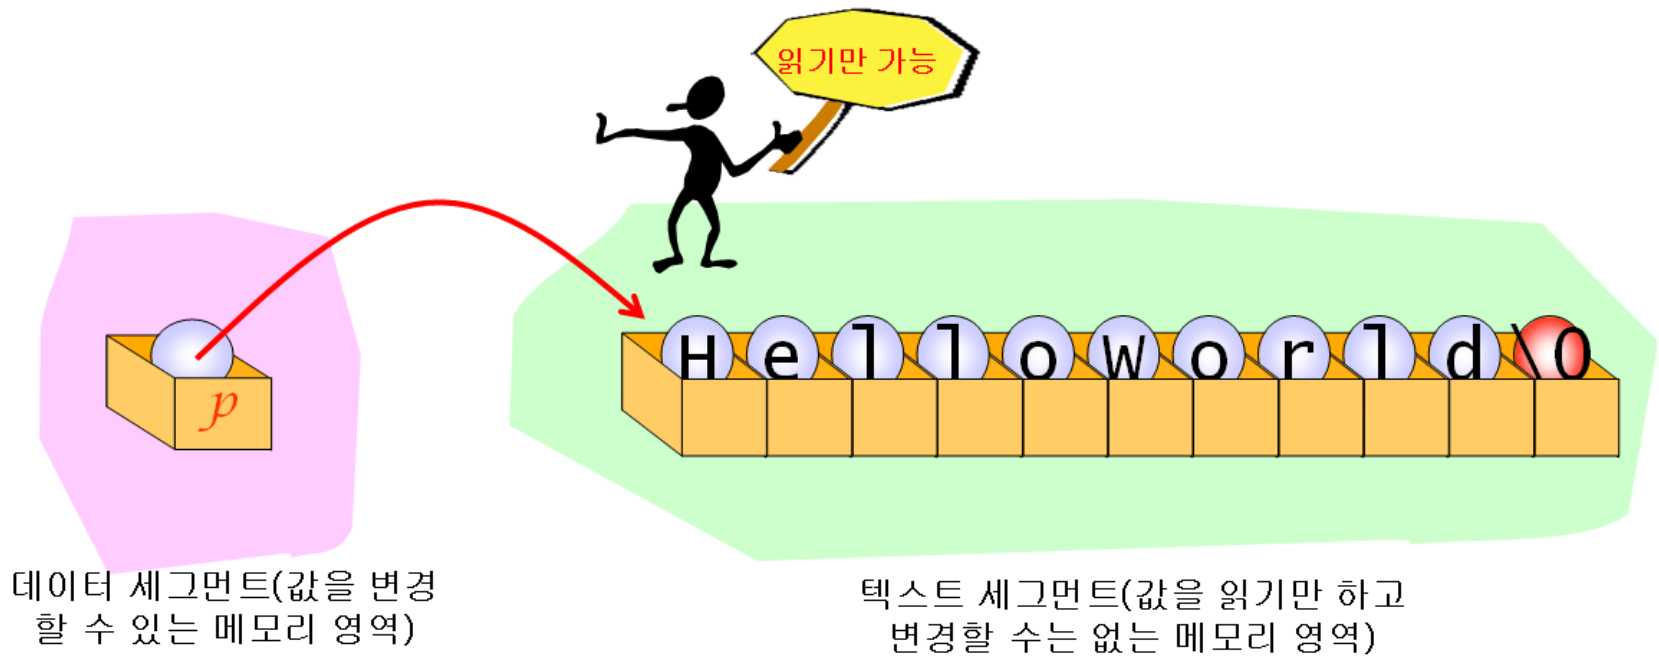 읽기만 가능
p
H e l l o W o r l d \0
데이터 세그먼트(값을 변경
할 수 있는 메모리 영역)
텍스트 세그먼트(값을 읽기만 하고
변경할 수는 없는 메모리 영역)